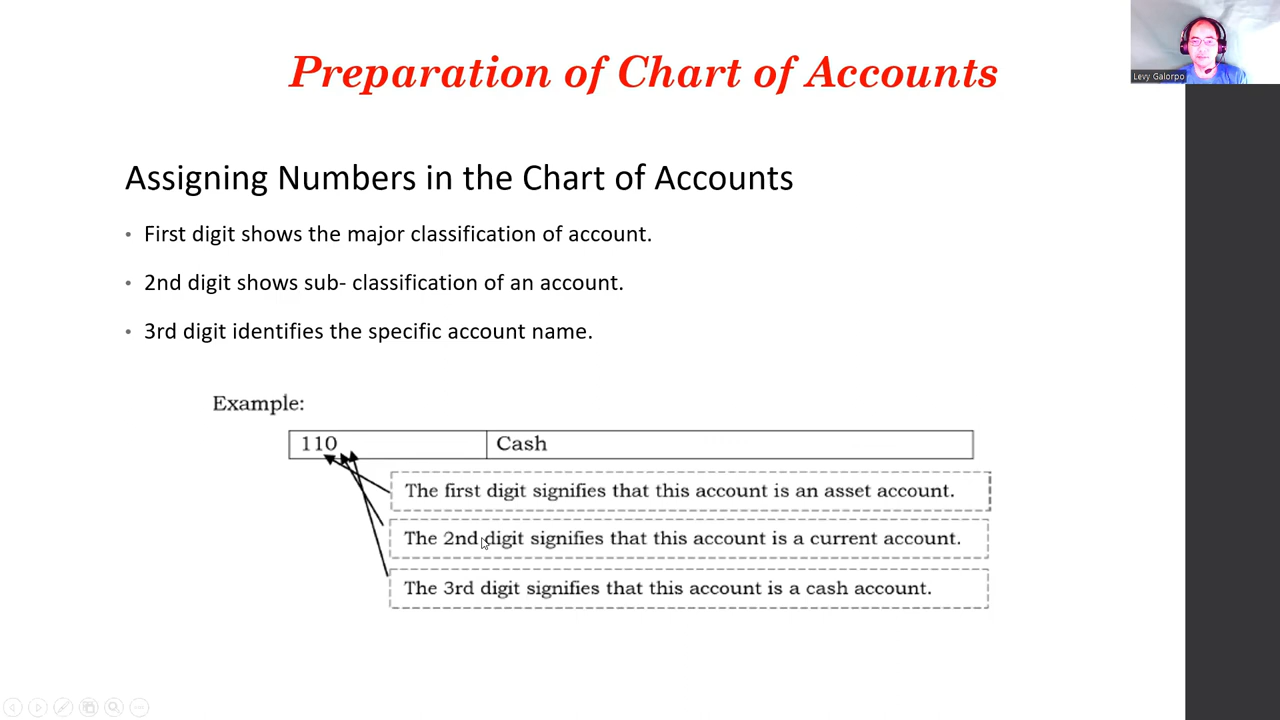 Preparation of Chart of Accounts
Levy Galorpo
Assigning Numbers in the Chart of Accounts
• First digit shows the major classification of account.
• 2nd digit shows sub- classification of an account.
• 3rd digit identifies the specific account name.
Example:
110 Cash
The first digit signifies that this account is an asset account.
The 2nd digit signifies that this account is a current account.
The 3rd digit signifies that this account is a cash account.